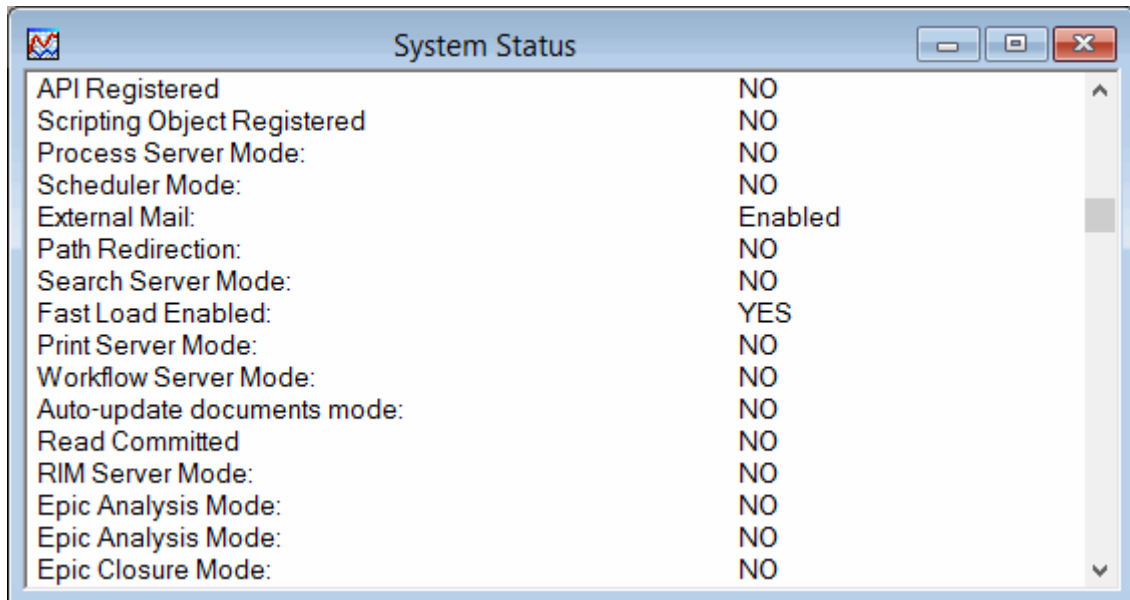 System Status
API Registered NO
Scripting Object Registered NO
Process Server Mode: NO
Scheduler Mode: NO
External Mail: Enabled
Path Redirection: NO
Search Server Mode: NO
Fast Load Enabled: YES
Print Server Mode: NO
Workflow Server Mode: NO
Auto-update documents mode: NO
Read Committed NO
RIM Server Mode: NO
Epic Analysis Mode: NO
Epic Analysis Mode: NO
Epic Closure Mode: NO